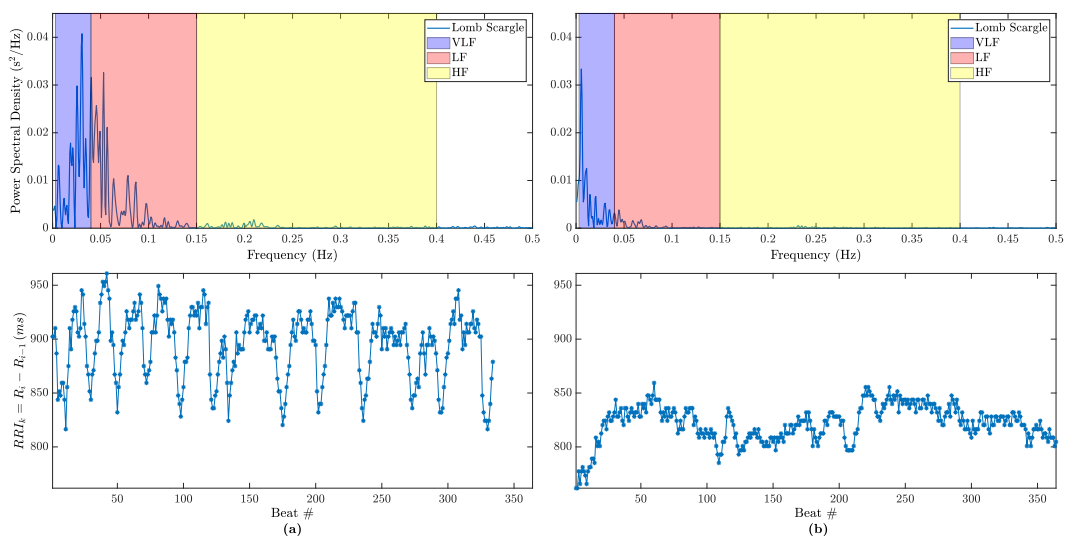 Power Spectral Density (s²/Hz)
0.04
0.03
0.02
0.01
0
Lomb Scargle
VLF
LF
HF
0 0.05 0.1 0.15 0.2 0.25 0.3 0.35 0.4 0.45 0.5
Frequency (Hz)
0.04
0.03
0.02
0.01
0
Lomb Scargle
VLF
LF
HF
0 0.05 0.1 0.15 0.2 0.25 0.3 0.35 0.4 0.45 0.5
Frequency (Hz)
RRI_k = R_i − R_{i−1} (ms)
950
900
850
800
50 100 150 200 250 300 350
Beat #
(a)
950
900
850
800
50 100 150 200 250 300 350
Beat #
(b)